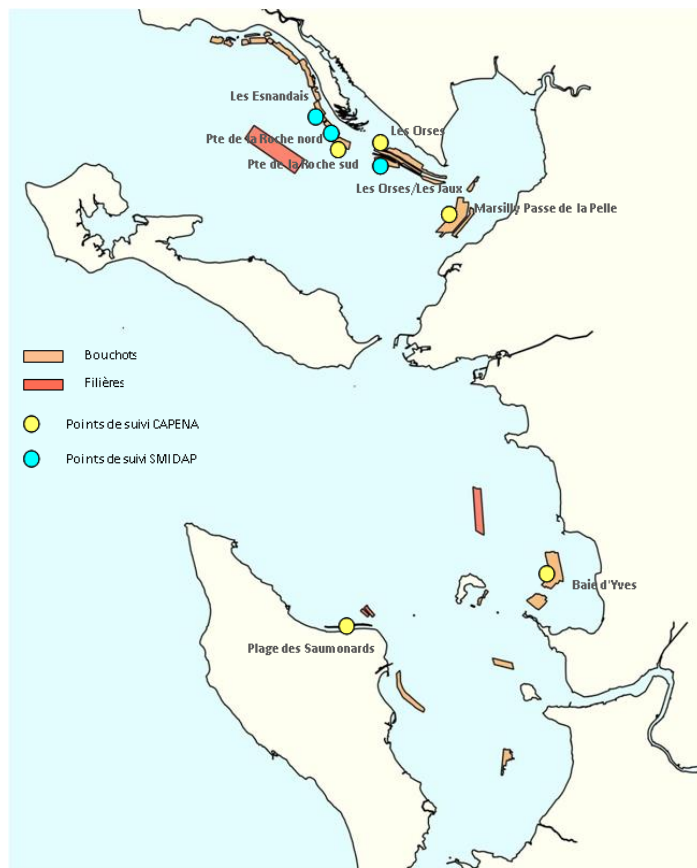 Les Esnandais
Les Orses
Pte de la Roche nord
Pte de la Roche sud
Les Orses/Les Jaux
Marsilly Passe de la Pelle
Bouchots
Filières
Points de suivi CAPENA
Points de suivi SMIDAP
Baie d'Yves
Plage des Saumonards